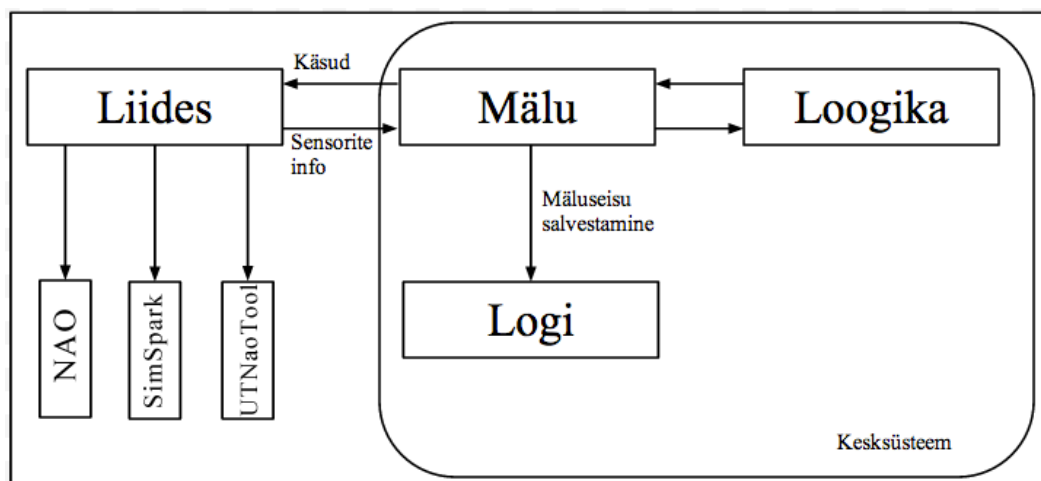 Käsud
Liides
Mälu
Loogika
Sensorite
info
Mäluseisu
salvestamine
NAO
SimSpark
UTNaoTool
Logi
Kesksüsteem